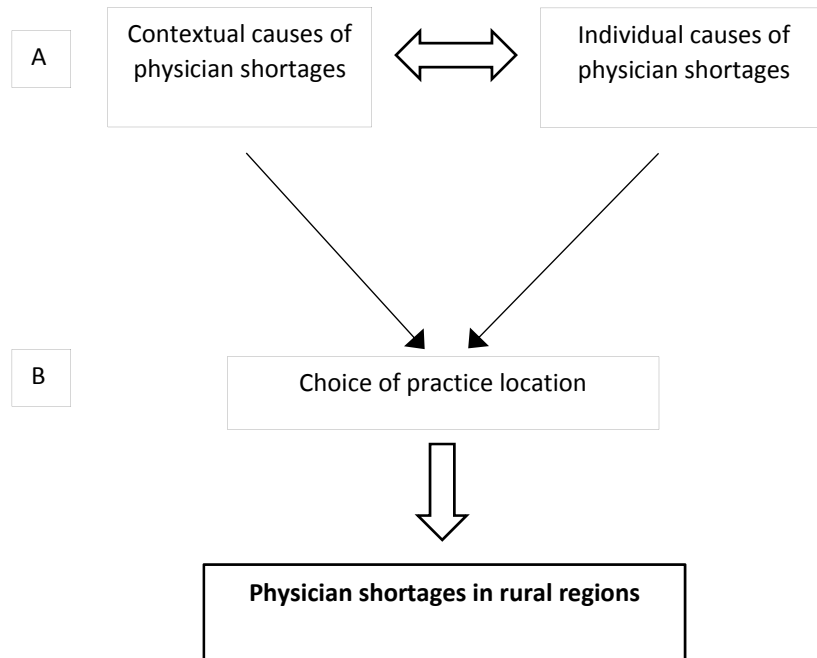 A
Contextual causes of
physician shortages
Individual causes of
physician shortages
B
Choice of practice location
Physician shortages in rural regions